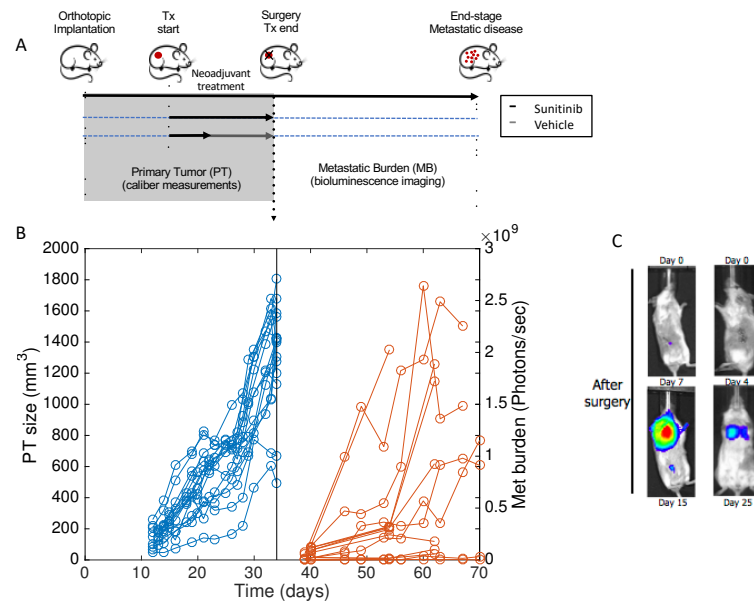 Orthotopic
Implantation
Tx
start
Surgery
Tx end
End-stage
Metastatic disease
A
Neoadjuvant
treatment
Sunitinib
Vehicle
Primary Tumor (PT)
(caliber measurements)
Metastatic Burden (MB)
(bioluminescence imaging)
B
PT size (mm³)
2000
1800
1600
1400
1200
1000
800
600
400
200
0
0
10
20
30
40
50
60
70
Time (days)
×10⁹
3
2.5
2
1.5
1
0.5
0
Met burden (Photons/sec)
C
After
surgery
Day 0
Day 0
Day 7
Day 4
Day 15
Day 25